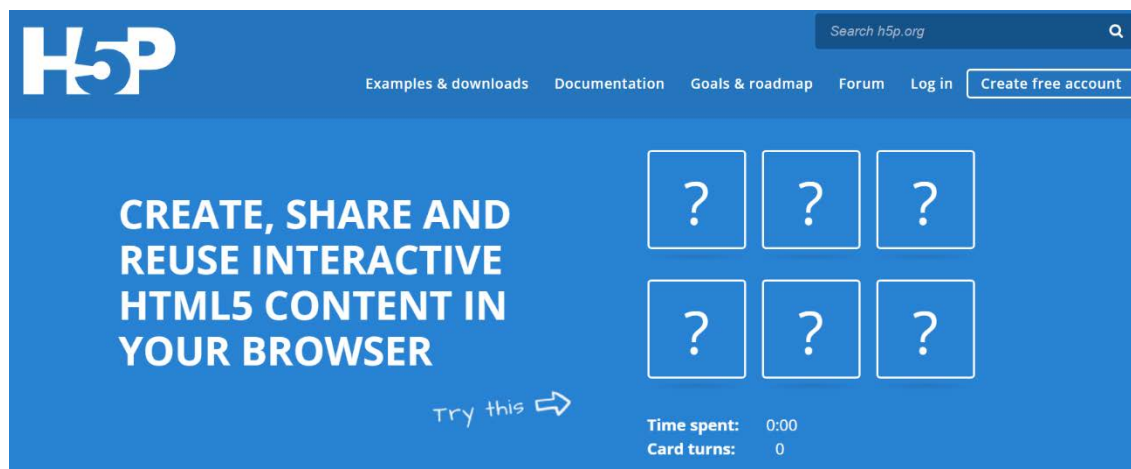 H5P
Search h5p.org
Examples & downloads Documentation Goals & roadmap Forum Log in Create free account
CREATE, SHARE AND
REUSE INTERACTIVE
HTML5 CONTENT IN
YOUR BROWSER
Try this
? ? ?
? ? ?
Time spent: 0:00
Card turns: 0